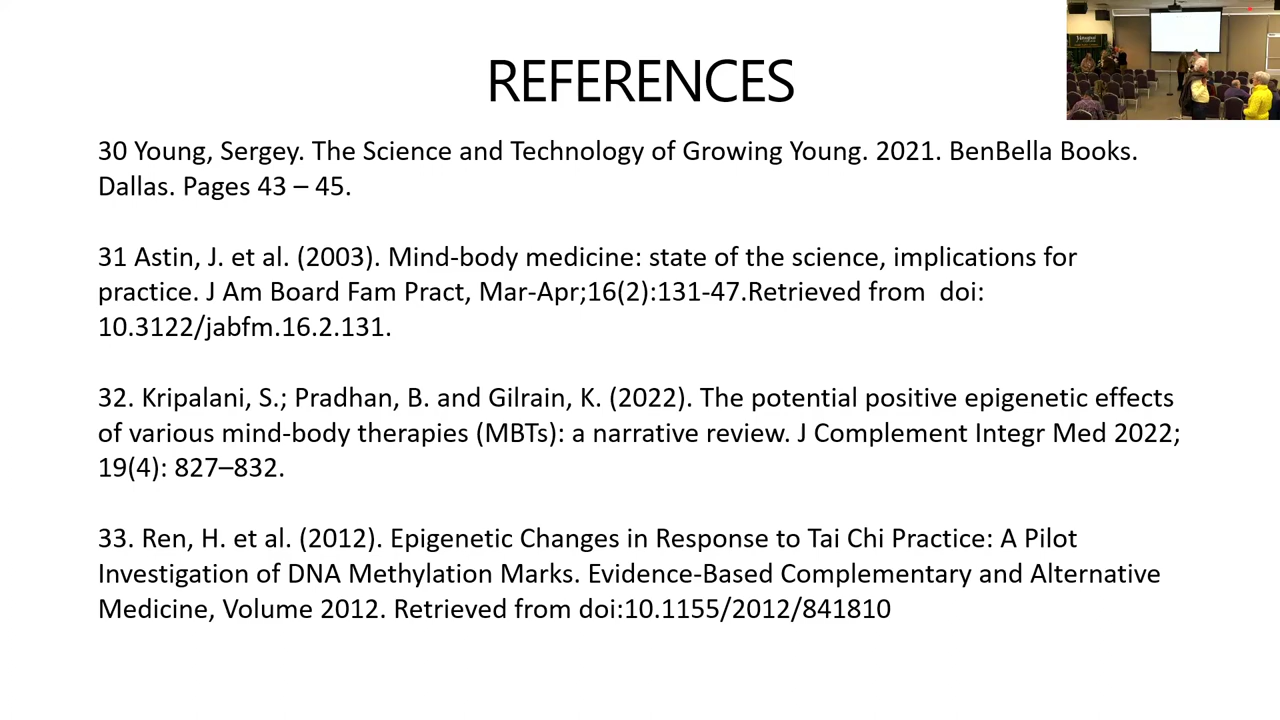 REFERENCES
30 Young, Sergey. The Science and Technology of Growing Young. 2021. BenBella Books.
Dallas. Pages 43 – 45.
31 Astin, J. et al. (2003). Mind-body medicine: state of the science, implications for
practice. J Am Board Fam Pract, Mar-Apr;16(2):131-47.Retrieved from  doi:
10.3122/jabfm.16.2.131.
32. Kripalani, S.; Pradhan, B. and Gilrain, K. (2022). The potential positive epigenetic effects
of various mind-body therapies (MBTs): a narrative review. J Complement Integr Med 2022;
19(4): 827–832.
33. Ren, H. et al. (2012). Epigenetic Changes in Response to Tai Chi Practice: A Pilot
Investigation of DNA Methylation Marks. Evidence-Based Complementary and Alternative
Medicine, Volume 2012. Retrieved from doi:10.1155/2012/841810